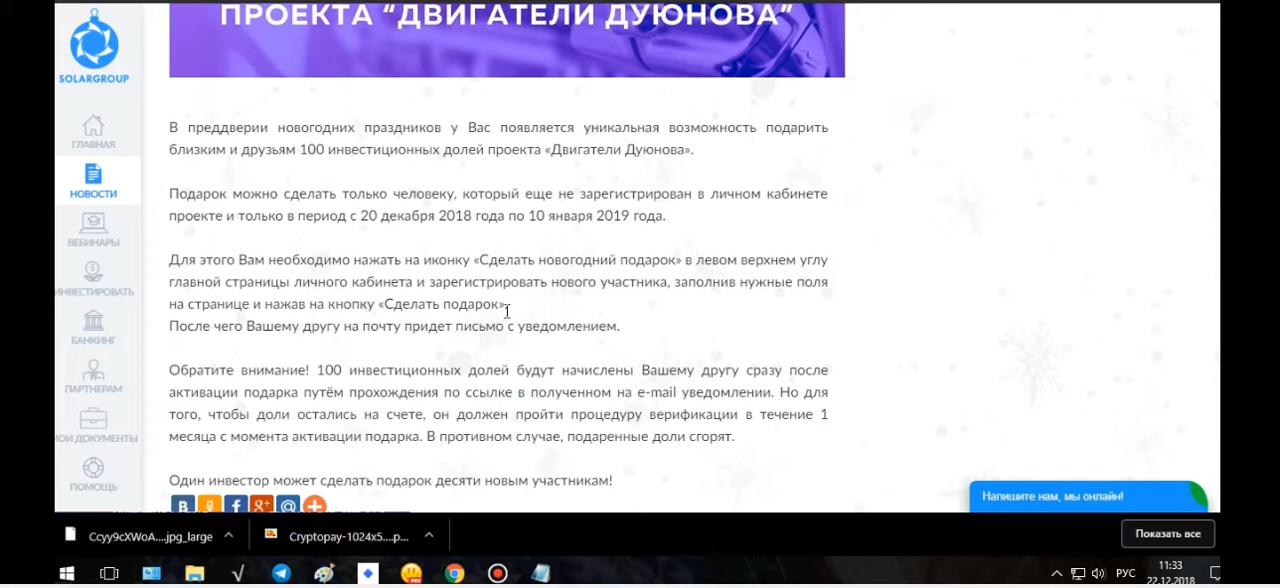 ПРОЕКТА “ДВИГАТЕЛИ ДУЮНОВА”
SOLARGROUP
ГЛАВНАЯ
НОВОСТИ
ВЕБИНАРЫ
ИНВЕСТИРОВАТЬ
БАНКИНГ
ПАРТНЕРАМ
МОИ ДОКУМЕНТЫ
ПОМОЩЬ
В преддверии новогодних праздников у Вас появляется уникальная возможность подарить
близким и друзьям 100 инвестиционных долей проекта «Двигатели Дуюнова».
Подарок можно сделать только человеку, который еще не зарегистрирован в личном кабинете
проекте и только в период с 20 декабря 2018 года по 10 января 2019 года.
Для этого Вам необходимо нажать на иконку «Сделать новогодний подарок» в левом верхнем углу
главной страницы личного кабинета и зарегистрировать нового участника, заполнив нужные поля
на странице и нажав на кнопку «Сделать подарок».
После чего Вашему другу на почту придет письмо с уведомлением.
Обратите внимание! 100 инвестиционных долей будут начислены Вашему другу сразу после
активации подарка путём прохождения по ссылке в полученном на e-mail уведомлении. Но для
того, чтобы доли остались на счете, он должен пройти процедуру верификации в течение 1
месяца с момента активации подарка. В противном случае, подаренные доли сгорят.
Один инвестор может сделать подарок десяти новым участникам!
Напишите нам, мы онлайн!
Ccyy9cXWoA....jpg_large
Cryptopay-1024x5....p...
Показать все
РУС
11:33
22.12.2018